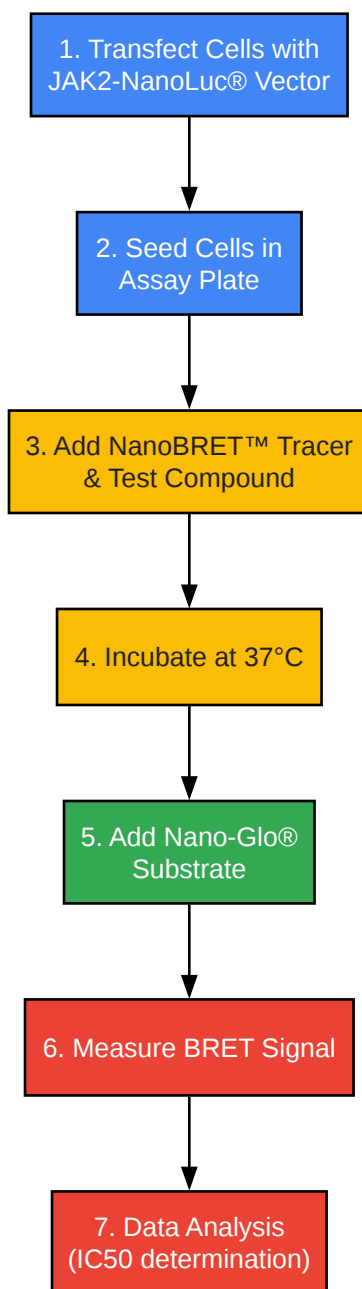 1. Transfect Cells with
JAK2-NanoLuc® Vector
2. Seed Cells in
Assay Plate
3. Add NanoBRET™ Tracer
& Test Compound
4. Incubate at 37°C
5. Add Nano-Glo®
Substrate
6. Measure BRET Signal
7. Data Analysis
(IC50 determination)